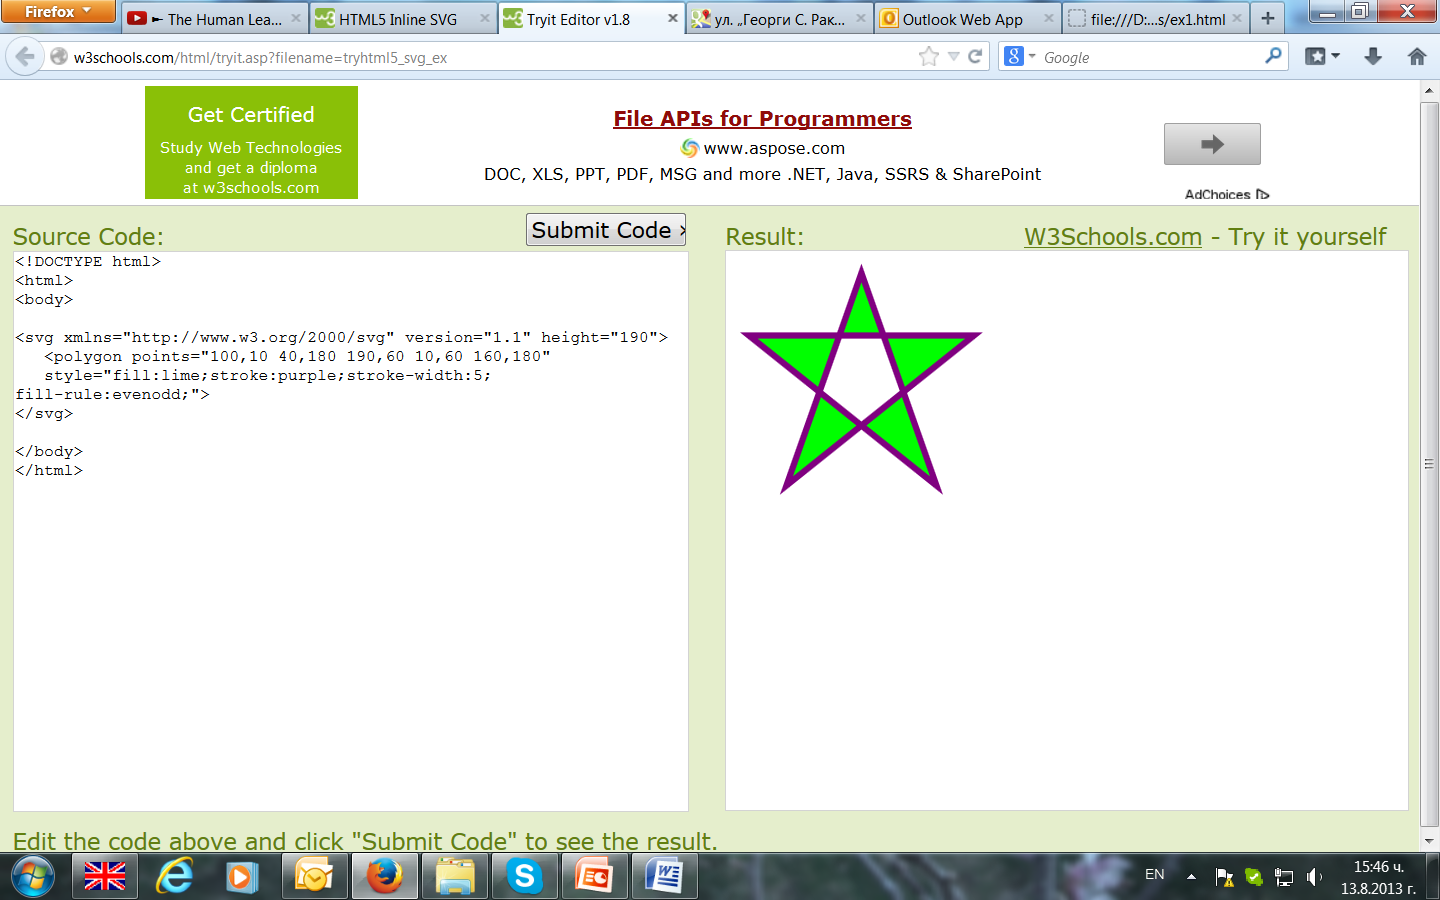 Firefox
► The Human Lea...
HTML5 Inline SVG
Tryit Editor v1.8
ул. „Георги С. Рак...
Outlook Web App
file:///D:...s/ex1.html
w3schools.com/html/tryit.asp?filename=tryhtml5_svg_ex
Google
Get Certified
Study Web Technologies
and get a diploma
at w3schools.com
File APIs for Programmers
www.aspose.com
DOC, XLS, PPT, PDF, MSG and more .NET, Java, SSRS & SharePoint
AdChoices
Source Code:
Submit Code »
Result:
W3Schools.com - Try it yourself
<!DOCTYPE html>
<html>
<body>
<svg xmlns="http://www.w3.org/2000/svg" version="1.1" height="190">
<polygon points="100,10 40,180 190,60 10,60 160,180"
style="fill:lime;stroke:purple;stroke-width:5;
fill-rule:evenodd;">
</svg>
</body>
</html>
Edit the code above and click "Submit Code" to see the result.
EN
15:46 ч.
13.8.2013 г.